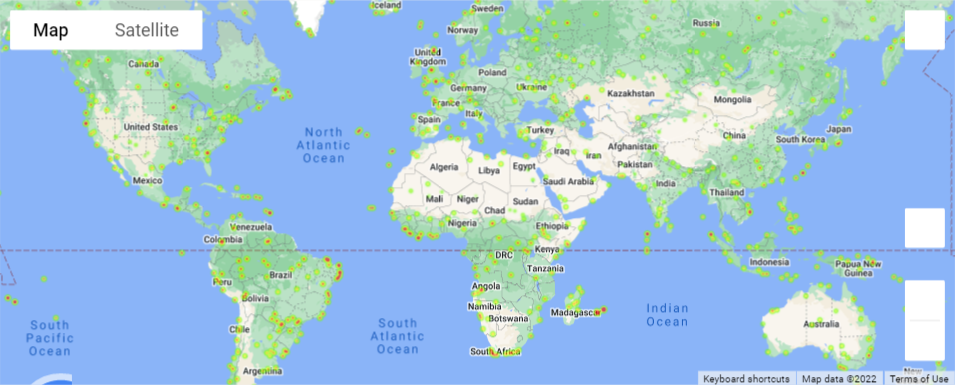 Map
Satellite
Iceland
Sweden
Norway
Russia
United
Kingdom
Canada
Poland
Germany
Ukraine
Kazakhstan
France
Mongolia
Italy
United States
Spain
Turkey
China
South Korea
Japan
North
Atlantic
Ocean
Iraq
Iran
Afghanistan
Pakistan
Algeria
Libya
Egypt
Mexico
Saudi Arabia
India
Thailand
Mali
Niger
Chad
Sudan
Venezuela
Nigeria
Ethiopia
Colombia
DRC
Kenya
Indonesia
Papua New
Guinea
Tanzania
Peru
Brazil
Angola
Bolivia
Namibia
Botswana
Madagascar
Indian
Ocean
South
Pacific
Ocean
Chile
South
Atlantic
Ocean
Australia
South Africa
Argentina
New
Keyboard shortcuts
Map data ©2022
Terms of Use